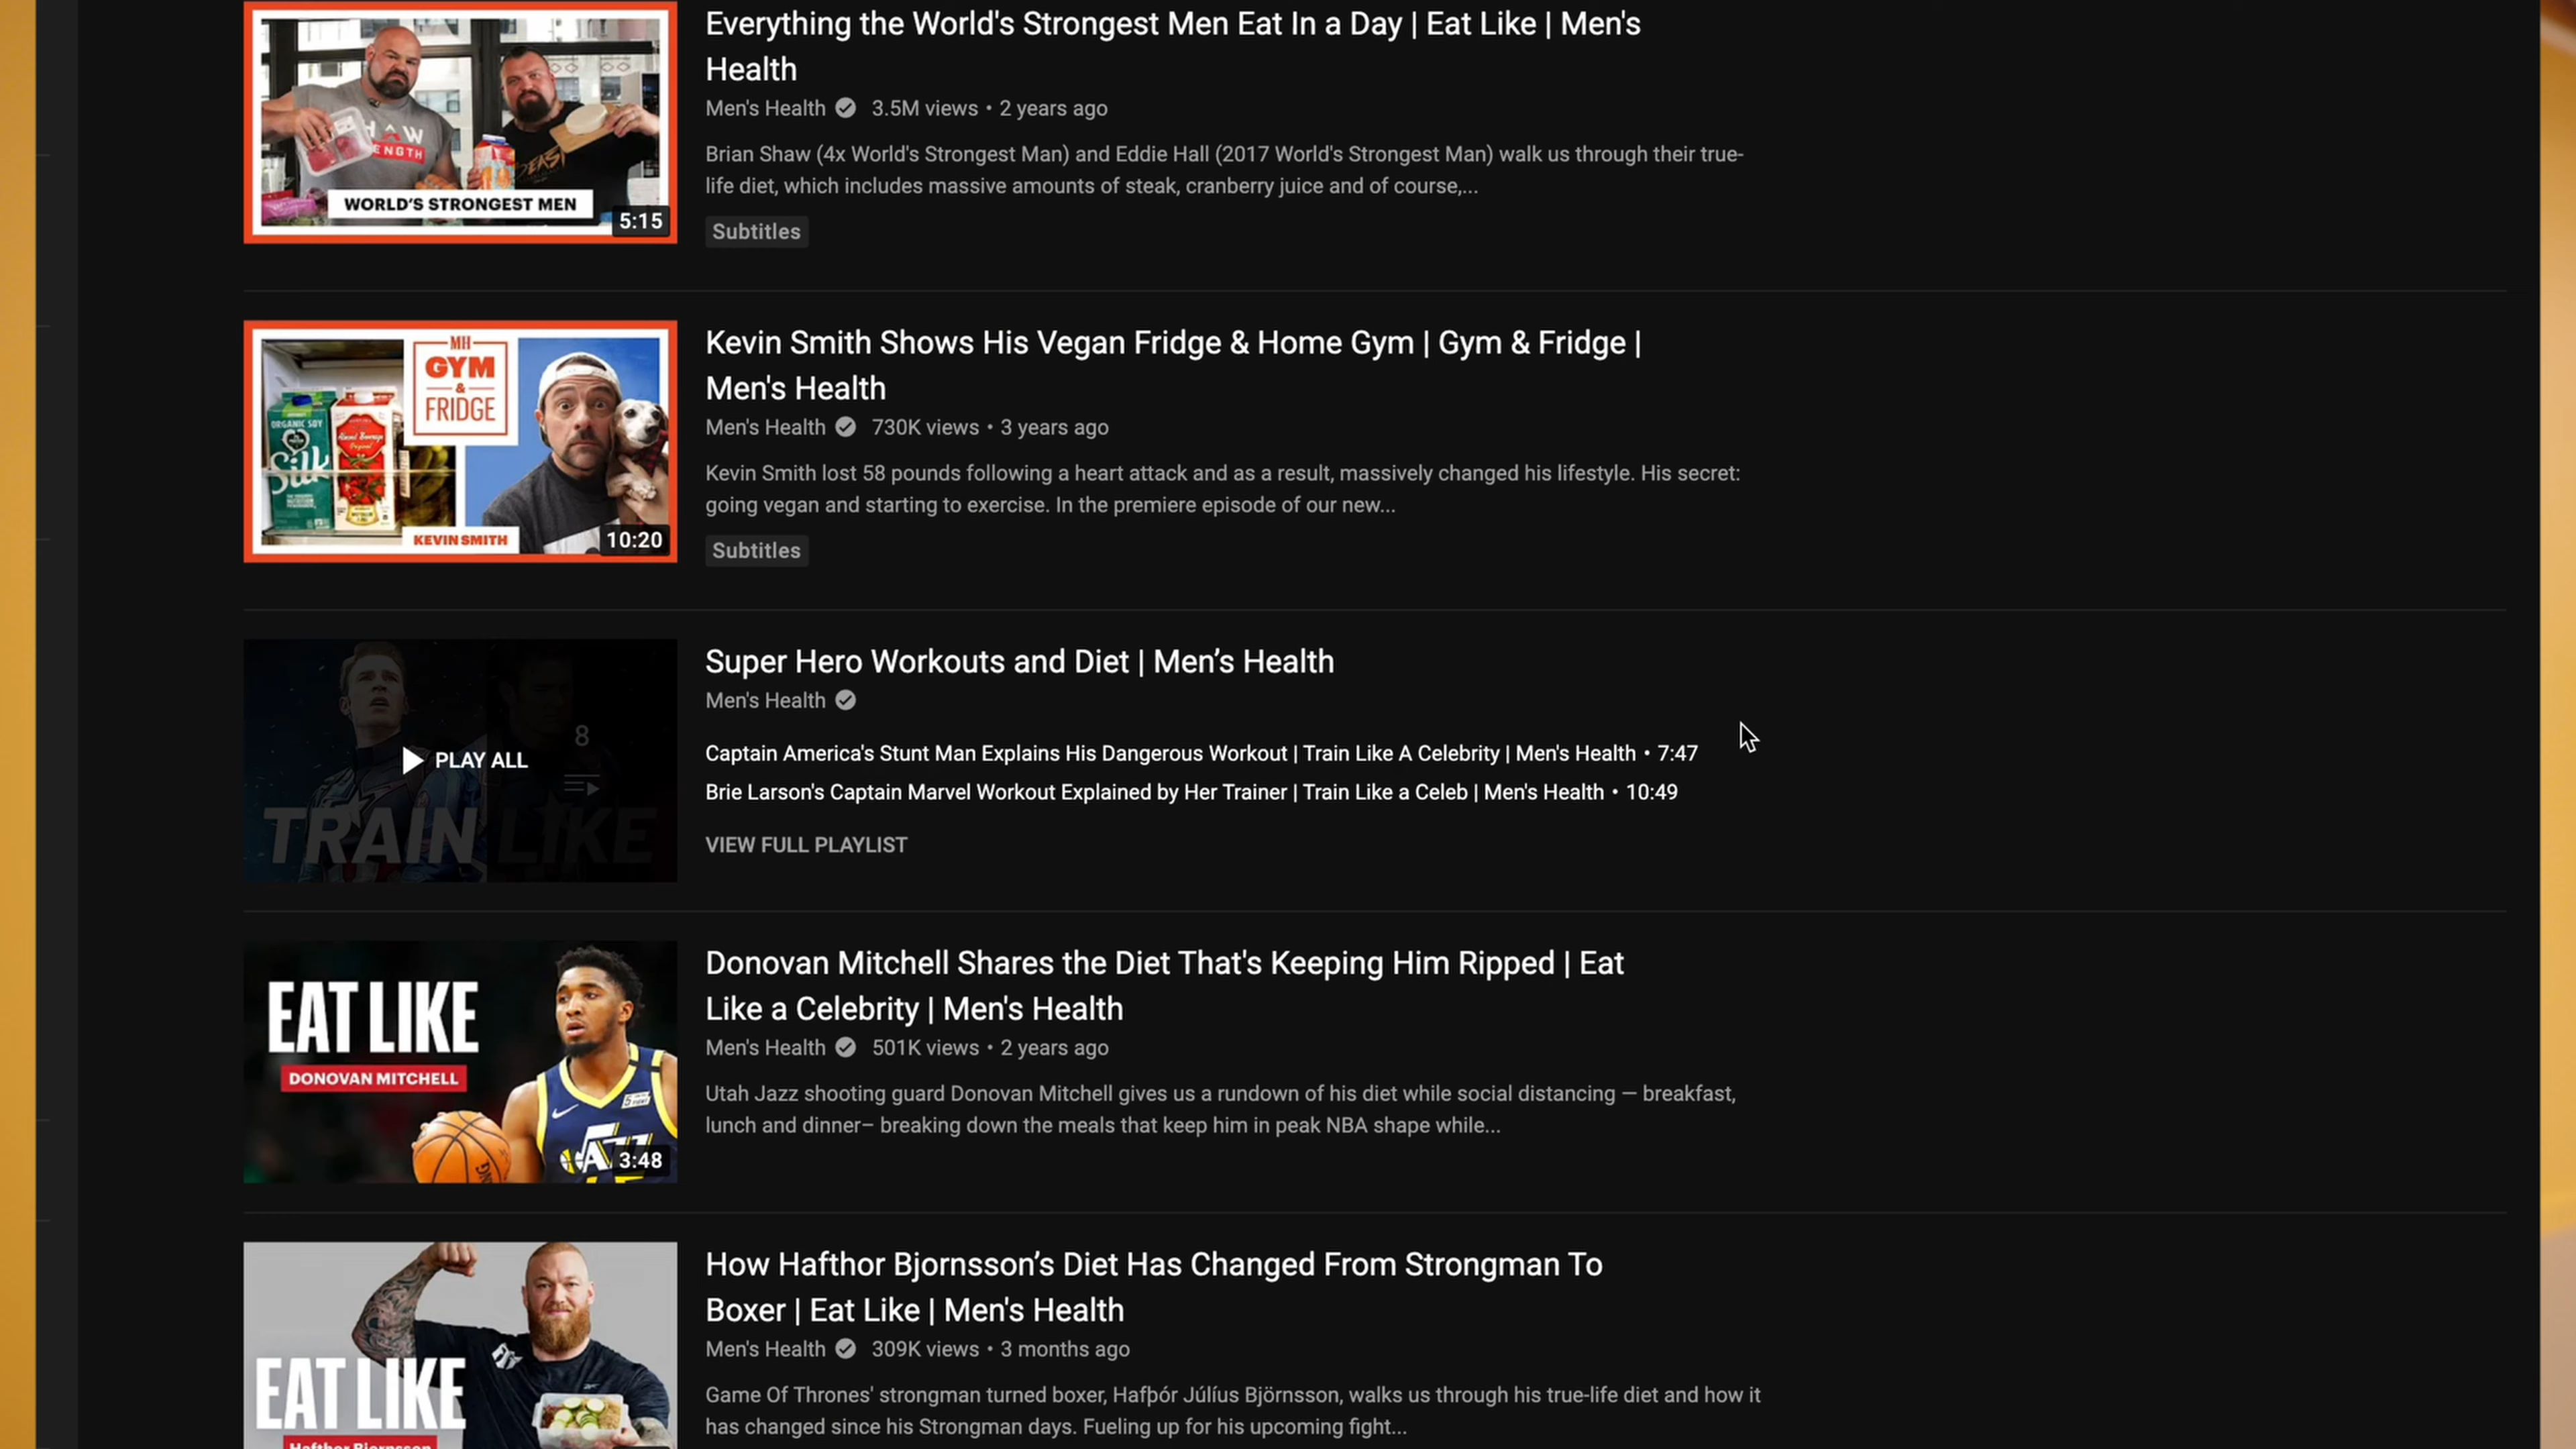 Everything the World's Strongest Men Eat In a Day | Eat Like | Men's
Health
Men's Health 3.5M views • 2 years ago
Brian Shaw (4x World's Strongest Man) and Eddie Hall (2017 World's Strongest Man) walk us through their true-
life diet, which includes massive amounts of steak, cranberry juice and of course,...
Subtitles
WORLD'S STRONGEST MEN
5:15
Kevin Smith Shows His Vegan Fridge & Home Gym | Gym & Fridge |
Men's Health
Men's Health 730K views • 3 years ago
Kevin Smith lost 58 pounds following a heart attack and as a result, massively changed his lifestyle. His secret:
going vegan and starting to exercise. In the premiere episode of our new...
Subtitles
MH
GYM
&
FRIDGE
ORGANIC SOY
Silk
KEVIN SMITH
10:20
Super Hero Workouts and Diet | Men’s Health
Men's Health
Captain America's Stunt Man Explains His Dangerous Workout | Train Like A Celebrity | Men's Health • 7:47
Brie Larson's Captain Marvel Workout Explained by Her Trainer | Train Like a Celeb | Men's Health • 10:49
VIEW FULL PLAYLIST
8
PLAY ALL
TRAIN LIKE
Donovan Mitchell Shares the Diet That's Keeping Him Ripped | Eat
Like a Celebrity | Men's Health
Men's Health 501K views • 2 years ago
Utah Jazz shooting guard Donovan Mitchell gives us a rundown of his diet while social distancing — breakfast,
lunch and dinner– breaking down the meals that keep him in peak NBA shape while...
EAT LIKE
DONOVAN MITCHELL
3:48
How Hafthor Bjornsson’s Diet Has Changed From Strongman To
Boxer | Eat Like | Men's Health
Men's Health 309K views • 3 months ago
Game Of Thrones' strongman turned boxer, Hafþór Júlíus Björnsson, walks us through his true-life diet and how it
has changed since his Strongman days. Fueling up for his upcoming fight...
EAT LIKE
Hafthor Bjornsson